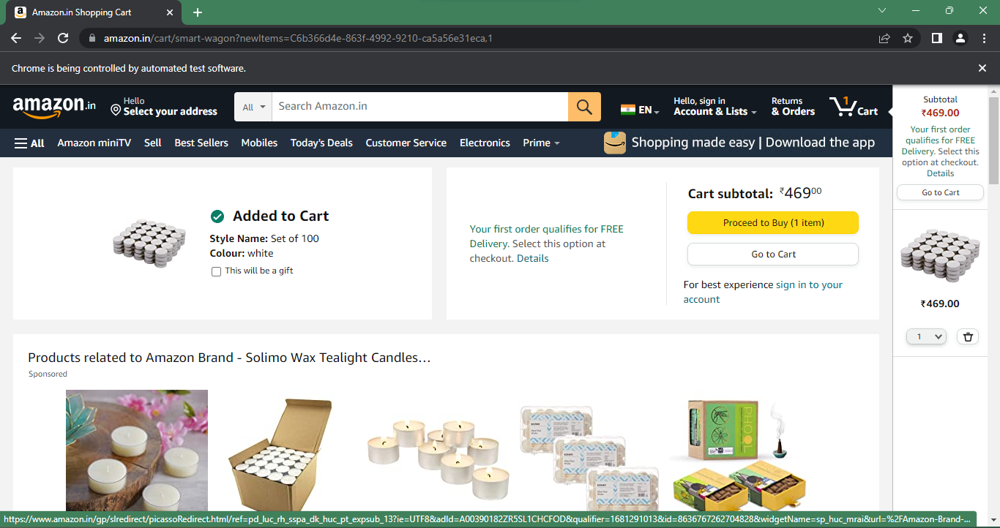 Amazon.in Shopping Cart
amazon.in/cart/smart-wagon?newItems=C6b366d4e-863f-4992-9210-ca5a56e31eca,1
Chrome is being controlled by automated test software.
amazon.in
Hello
Select your address
All
Search Amazon.in
EN
Hello, sign in
Account & Lists
Returns
& Orders
1
Cart
All
Amazon miniTV
Sell
Best Sellers
Mobiles
Today's Deals
Customer Service
Electronics
Prime
Shopping made easy | Download the app
Added to Cart
Style Name: Set of 100
Colour: white
This will be a gift
Your first order qualifies for FREE
Delivery. Select this option at
checkout. Details
Cart subtotal: ₹46900
Proceed to Buy (1 item)
Go to Cart
For best experience sign in to your
account
Subtotal
₹469.00
Your first order
qualifies for FREE
Delivery. Select this
option at checkout.
Details
Go to Cart
₹469.00
1
Products related to Amazon Brand - Solimo Wax Tealight Candles…
Sponsored
PHOOL
https://www.amazon.in/gp/slredirect/picassoRedirect.html/ref=pd_luc_rh_sspa_dk_huc_pt_expsub_13?ie=UTF8&adId=A00390182ZR5SL1CHCFOD&qualifier=1681291013&id=8636767262704828&widgetName=sp_huc_mrai&url=%2FAmazon-Brand-...